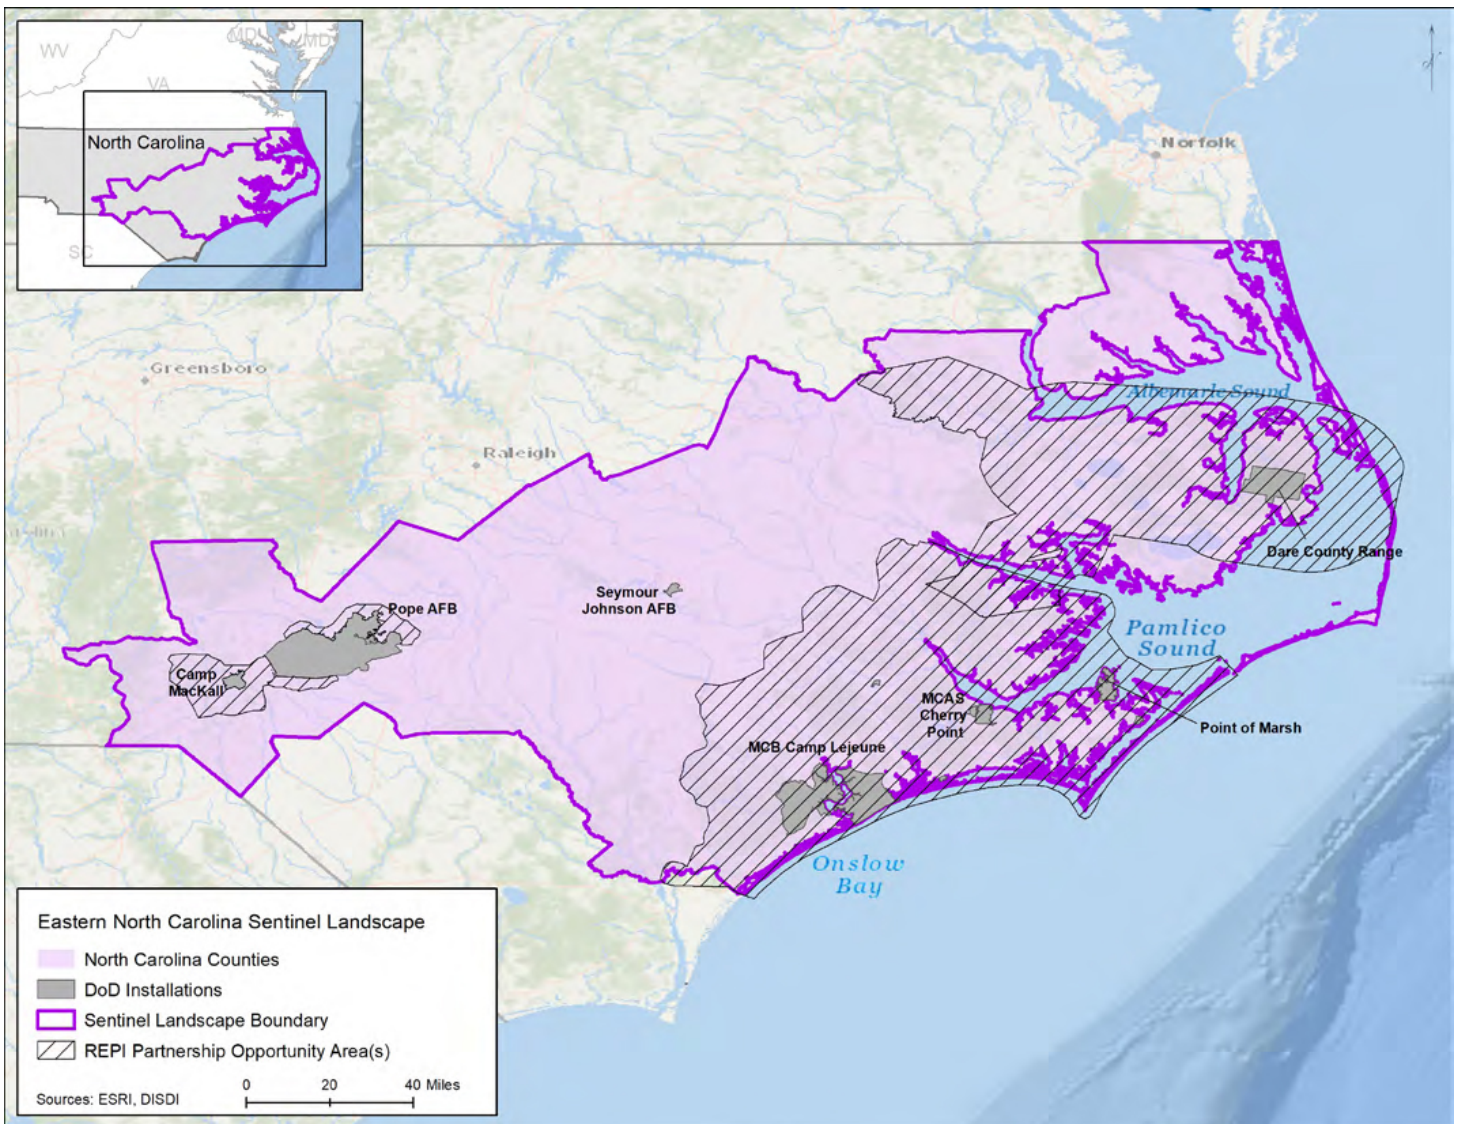 WV
MD
MD
VA
North Carolina
SC
Norfolk
Greensboro
Raleigh
Albemarle Sound
Dare County Range
Seymour
Johnson AFB
Pope AFB
Pamlico
Sound
Camp
MacKall
MCAS
Cherry
Point
Point of Marsh
MCB Camp Lejeune
Onslow
Bay
Eastern North Carolina Sentinel Landscape
North Carolina Counties
DoD Installations
Sentinel Landscape Boundary
REPI Partnership Opportunity Area(s)
0 20 40 Miles
Sources: ESRI, DISDI